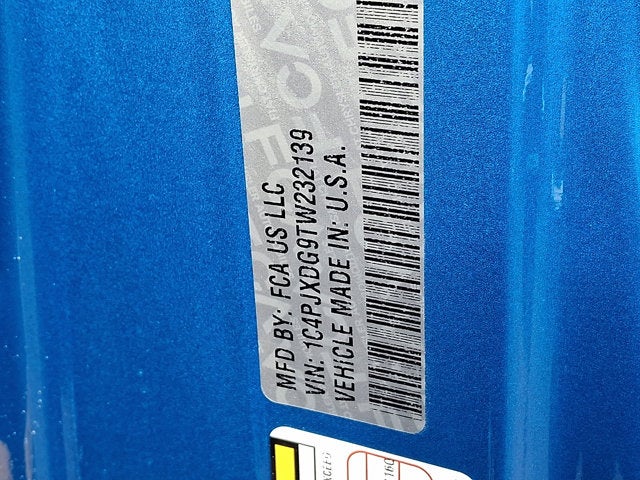 MFD BY: FCA US LLC
VIN: 1C4PJXDG9TW232139
VEHICLE MADE IN: U.S.A.